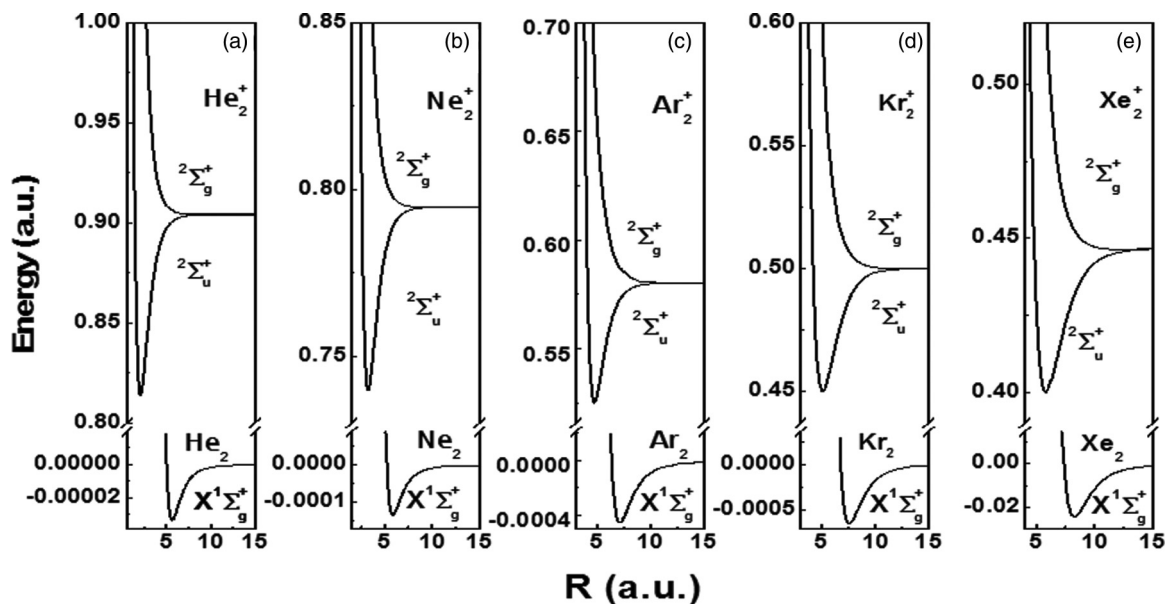 (a)
1.00
0.95
0.90
0.85
0.80
0.00000
-0.00002
5 10 15
He₂⁺
²Σg⁺
²Σu⁺
He₂
X¹Σg⁺
(b)
0.85
0.80
0.75
0.0000
-0.0001
5 10 15
Ne₂⁺
²Σg⁺
²Σu⁺
Ne₂
X¹Σg⁺
(c)
0.70
0.65
0.60
0.55
0.0000
-0.0004
5 10 15
Ar₂⁺
²Σg⁺
²Σu⁺
Ar₂
X¹Σg⁺
(d)
0.60
0.55
0.50
0.45
0.0000
-0.0005
5 10 15
Kr₂⁺
²Σg⁺
²Σu⁺
Kr₂
X¹Σg⁺
(e)
0.50
0.45
0.40
0.00
-0.02
5 10 15
Xe₂⁺
²Σg⁺
²Σu⁺
Xe₂
X¹Σg⁺
Energy (a.u.)
R (a.u.)